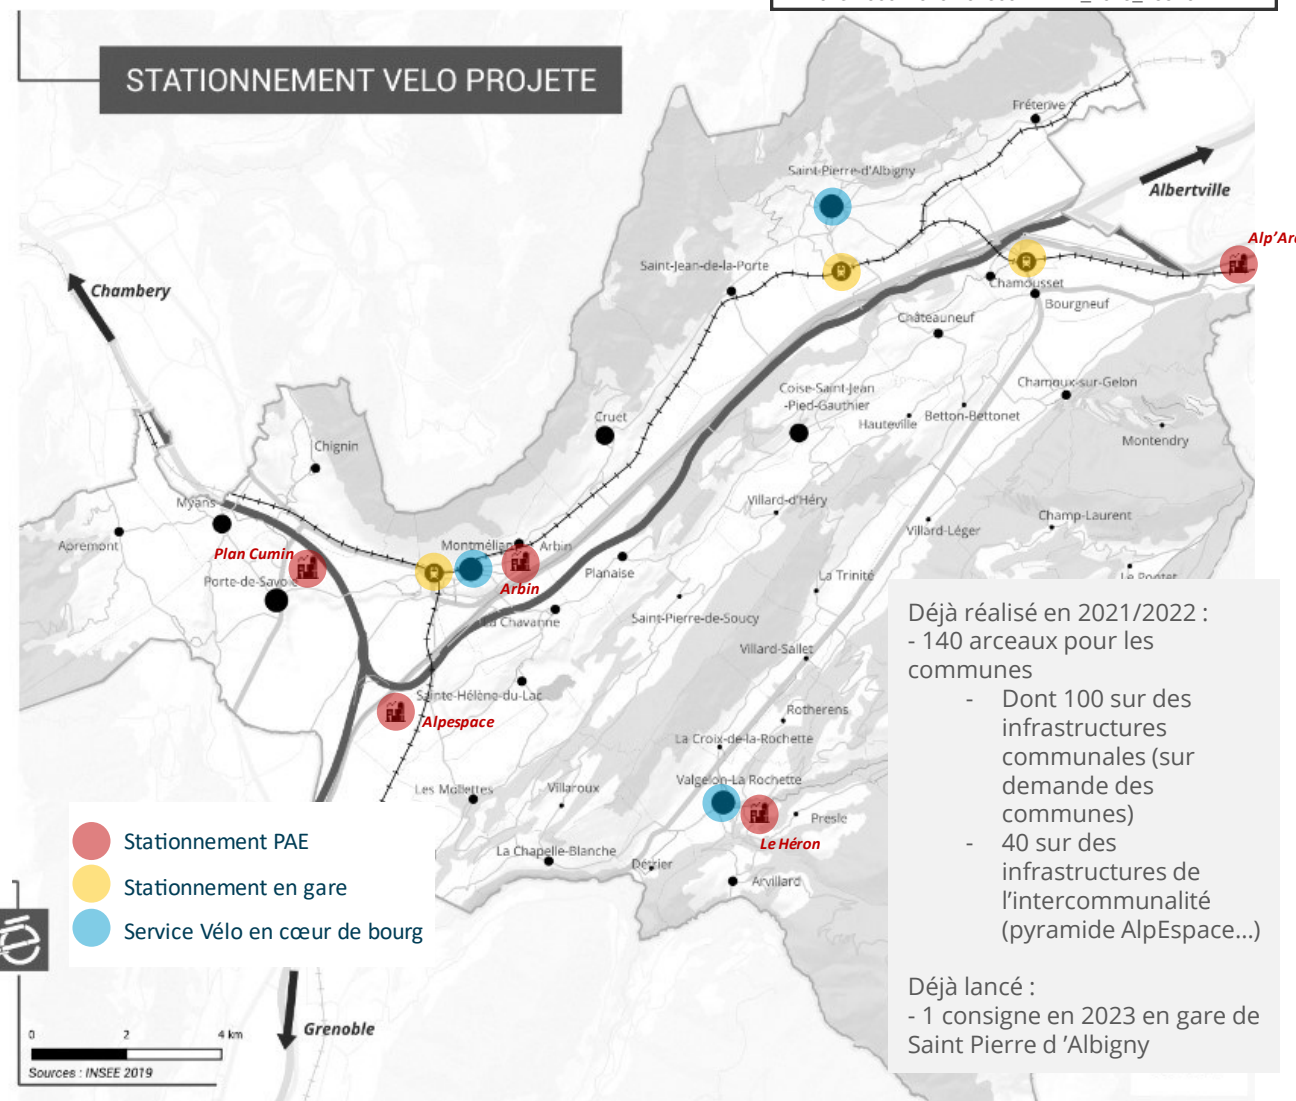 STATIONNEMENT VELO PROJETE
Fréterive
Saint-Pierre-d'Albigny
Albertville
Alp'Arc
Saint-Jean-de-la-Porte
Chambery
Chamousset
Bourgneuf
Châteauneuf
Coise-Saint-Jean
-Pied-Gauthier
Chamoux-sur-Gelon
Cruet
Hauteville
Betton-Bettonet
Montendry
Chignin
Villard-d'Héry
Myans
Villard-Léger
Champ-Laurent
Apremont
Plan Cumin
Montmélian
Arbin
Porte-de-Savoie
Arbin
Planaise
La Trinité
Le Pontet
La Chavanne
Saint-Pierre-de-Soucy
Villard-Sallet
Sainte-Hélène-du-Lac
Alpespace
Rotherens
La Croix-de-la-Rochette
Les Mollettes
Villaroux
Valgelon-La Rochette
Presle
Le Héron
La Chapelle-Blanche
Détrier
Arvillard
Stationnement PAE
Stationnement en gare
Service Vélo en cœur de bourg
Grenoble
0 2 4 km
Sources : INSEE 2019
Déjà réalisé en 2021/2022 :
- 140 arceaux pour les
communes
- Dont 100 sur des
infrastructures
communales (sur
demande des
communes)
- 40 sur des
infrastructures de
l'intercommunalité
(pyramide AlpEspace...)
Déjà lancé :
- 1 consigne en 2023 en gare de
Saint Pierre d 'Albigny